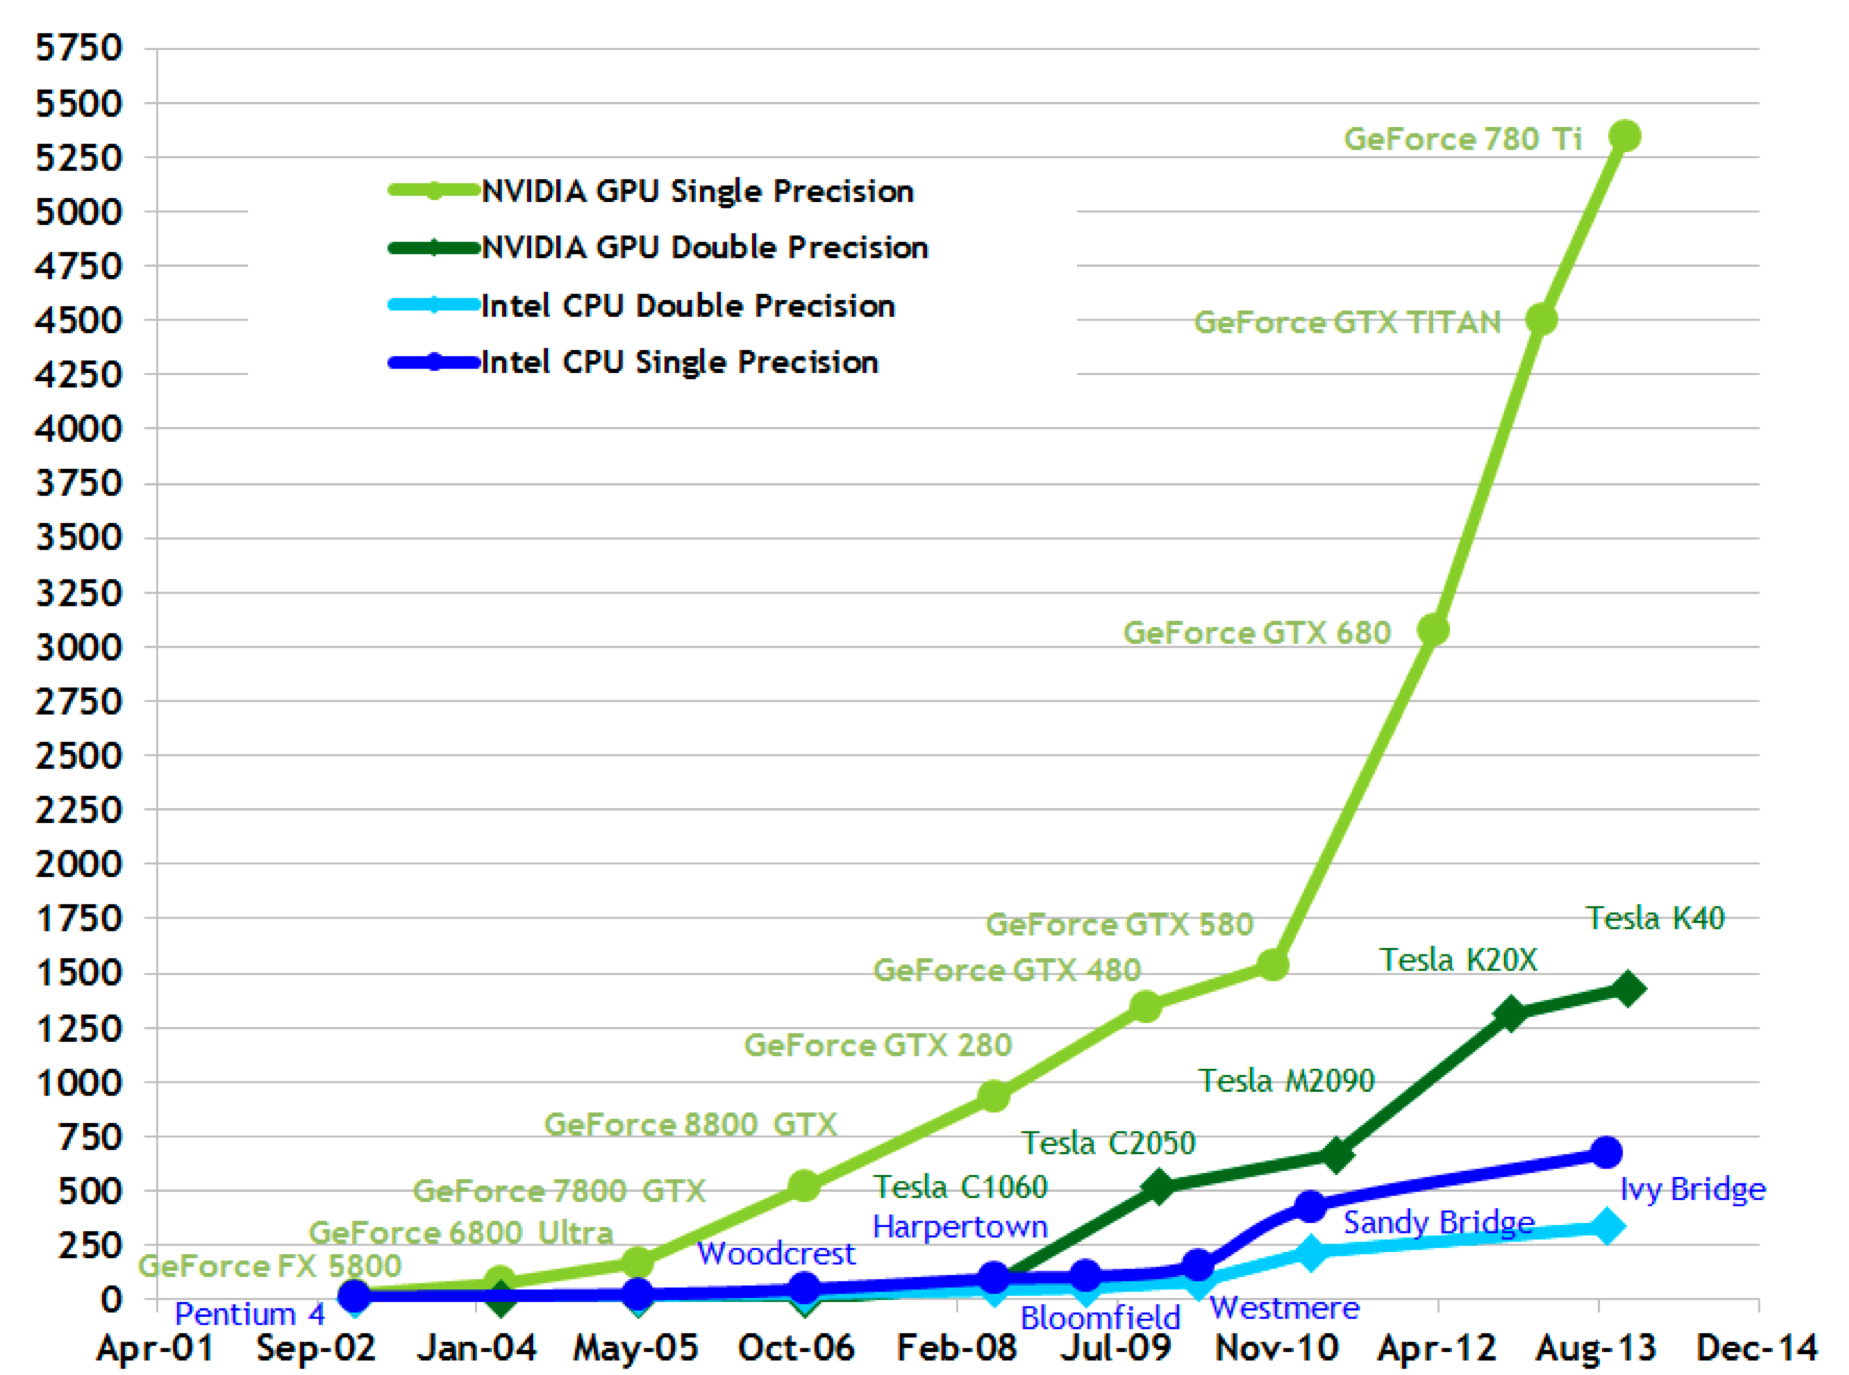 5750
5500
5250
5000
4750
4500
4250
4000
3750
3500
3250
3000
2750
2500
2250
2000
1750
1500
1250
1000
750
500
250
0
NVIDIA GPU Single Precision
NVIDIA GPU Double Precision
Intel CPU Double Precision
Intel CPU Single Precision
GeForce 780 Ti
GeForce GTX TITAN
GeForce GTX 680
GeForce GTX 580
GeForce GTX 480
GeForce GTX 280
GeForce 8800 GTX
GeForce 7800 GTX
GeForce 6800 Ultra
GeForce FX 5800
Tesla K40
Tesla K20X
Tesla M2090
Tesla C2050
Tesla C1060
Harpertown
Woodcrest
Ivy Bridge
Sandy Bridge
Pentium 4
Bloomfield
Westmere
Apr-01 Sep-02 Jan-04 May-05 Oct-06 Feb-08 Jul-09 Nov-10 Apr-12 Aug-13 Dec-14